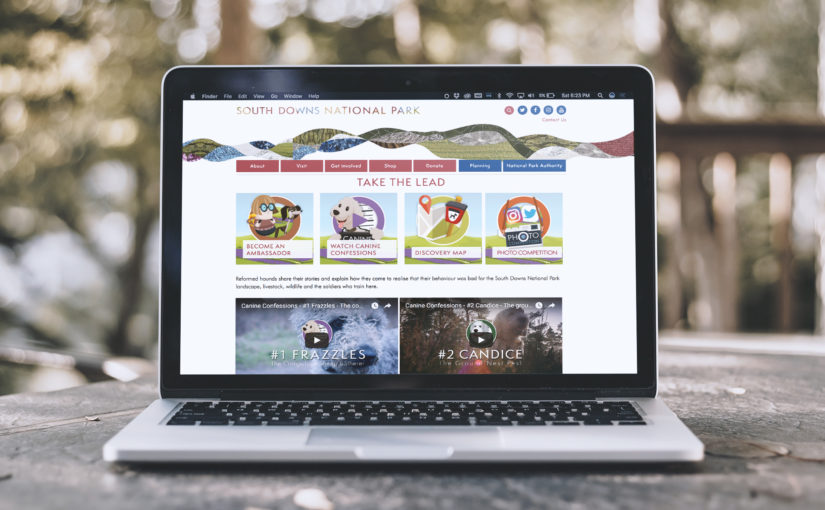 Finder File Edit View Go Window Help
Sat 8:23 PM
SOUTH DOWNS NATIONAL PARK
Contact Us
About Visit Get Involved Shop Donate Planning National Park Authority
TAKE THE LEAD
BECOME AN
AMBASSADOR
WATCH CANINE
CONFESSIONS
DISCOVERY MAP
PHOTO
PHOTO COMPETITION
Reformed hounds share their stories and explain how they came to realise that their behaviour was bad for the South Downs National Park
landscape, livestock, wildlife and the soldiers who train here.
Canine Confessions - #1 Frazzles - The co...
Canine Confessions - #2 Candice - The grou...
#1 FRAZZLES
#2 CANDICE
The Ground Nest Pest